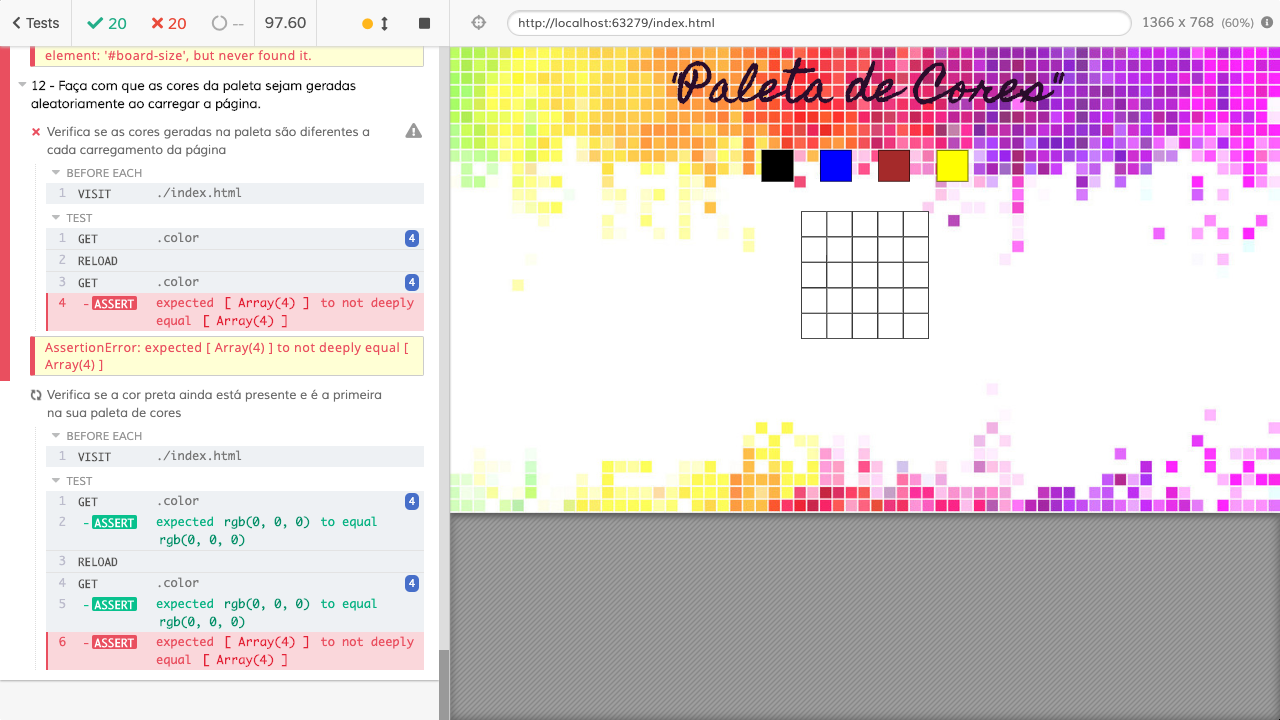 Tests
20
20
--
97.60
http://localhost:63279/index.html
1366 x 768 (60%)
element: '#board-size', but never found it.
12 - Faça com que as cores da paleta sejam geradas
aleatoriamente ao carregar a página.
Verifica se as cores geradas na paleta são diferentes a
cada carregamento da página
BEFORE EACH
1 VISIT ./index.html
TEST
1 GET .color 4
2 RELOAD
3 GET .color 4
4 -ASSERT expected [ Array(4) ] to not deeply
equal [ Array(4) ]
AssertionError: expected [ Array(4) ] to not deeply equal [
Array(4) ]
Verifica se a cor preta ainda está presente e é a primeira
na sua paleta de cores
BEFORE EACH
1 VISIT ./index.html
TEST
1 GET .color 4
2 -ASSERT expected rgb(0, 0, 0) to equal
rgb(0, 0, 0)
3 RELOAD
4 GET .color 4
5 -ASSERT expected rgb(0, 0, 0) to equal
rgb(0, 0, 0)
6 -ASSERT expected [ Array(4) ] to not deeply
equal [ Array(4) ]
"Paleta de Cores"